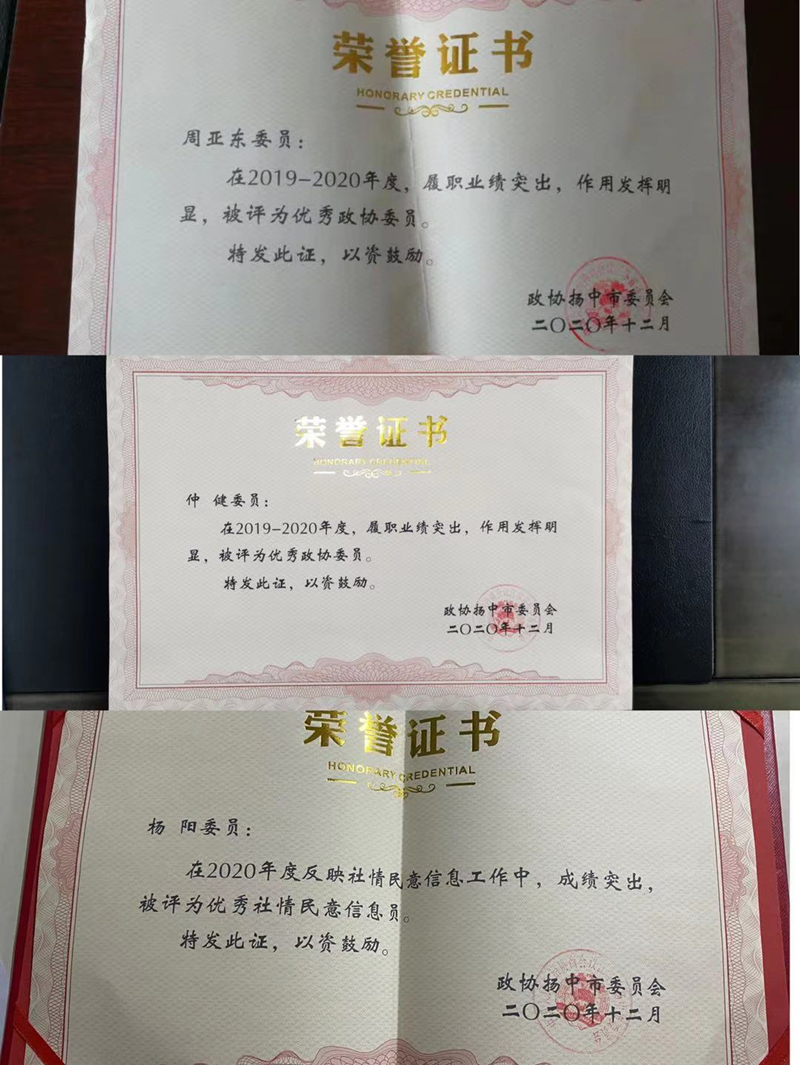 荣誉证书
HONORARY CREDENTIAL
周亚东委员：
在2019-2020年度，履职业绩突出，作用发挥明
显，被评为优秀政协委员。
特发此证，以资鼓励。
政协扬中市委员会
二〇二〇年十二月
荣誉证书
HONORARY CREDENTIAL
仲 健委员：
在2019-2020年度，履职业绩突出，作用发挥明
显，被评为优秀政协委员。
特发此证，以资鼓励。
政协扬中市委员会
二〇二〇年十二月
荣誉证书
HONORARY CREDENTIAL
杨 阳委员：
在2020年度反映社情民意信息工作中，成绩突出，
被评为优秀社情民意信息员。
特发此证，以资鼓励。
政协扬中市委员会
二〇二〇年十二月